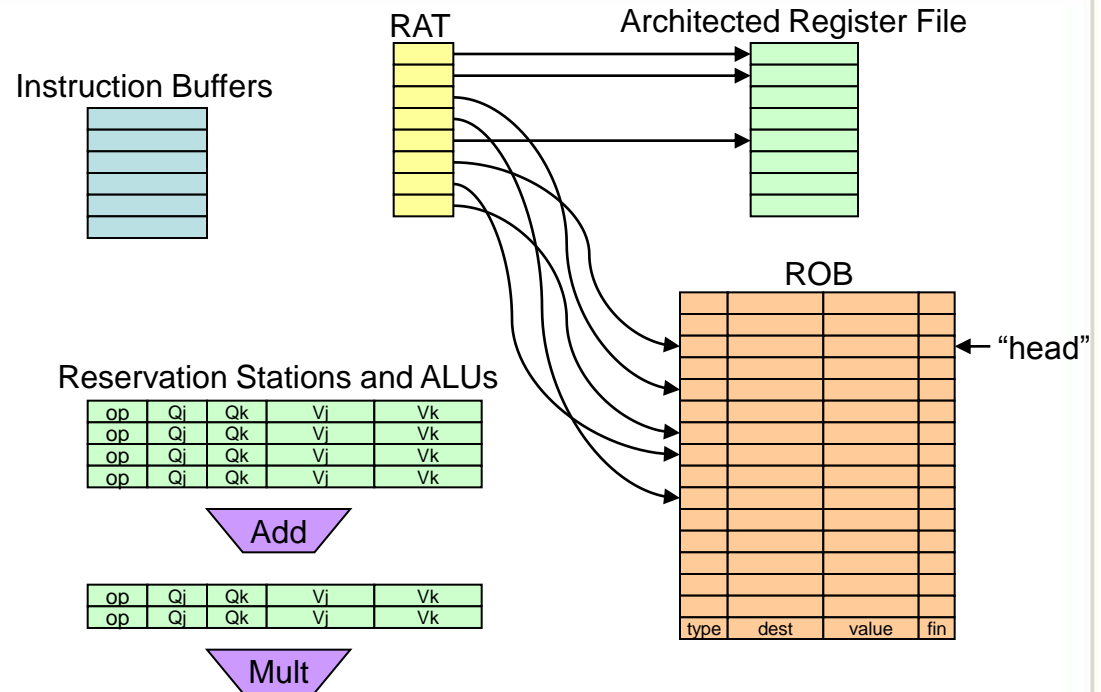 RAT
Architected Register File
Instruction Buffers
ROB
“head”
Reservation Stations and ALUs
op Qj Qk Vj Vk
op Qj Qk Vj Vk
op Qj Qk Vj Vk
op Qj Qk Vj Vk
Add
op Qj Qk Vj Vk
op Qj Qk Vj Vk
type dest value fin
Mult